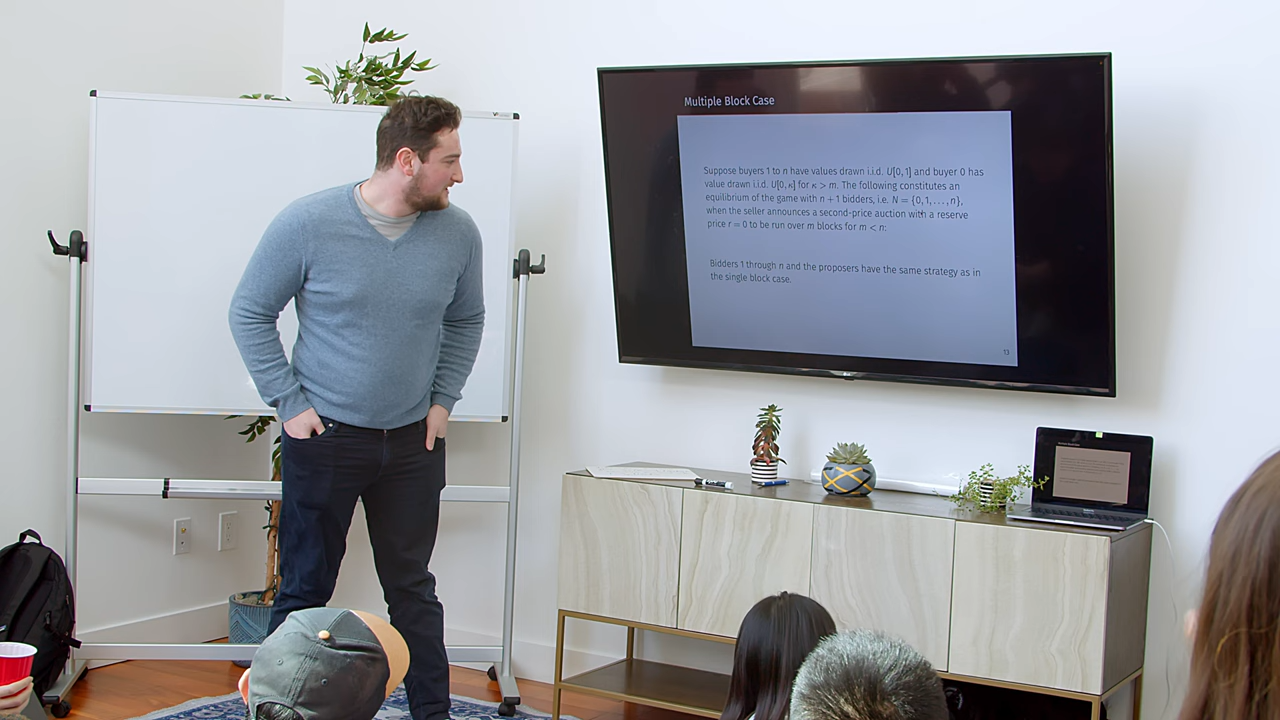 Multiple Block Case
Suppose buyers 1 to n have values drawn i.i.d. U[0, 1] and buyer 0 has
value drawn i.i.d. U[0, κ] for κ > m. The following constitutes an
equilibrium of the game with n + 1 bidders, i.e. N = {0, 1, . . . , n},
when the seller announces a second-price auction with a reserve
price r = 0 to be run over m blocks for m < n:
Bidders 1 through n and the proposers have the same strategy as in
the single block case.
13